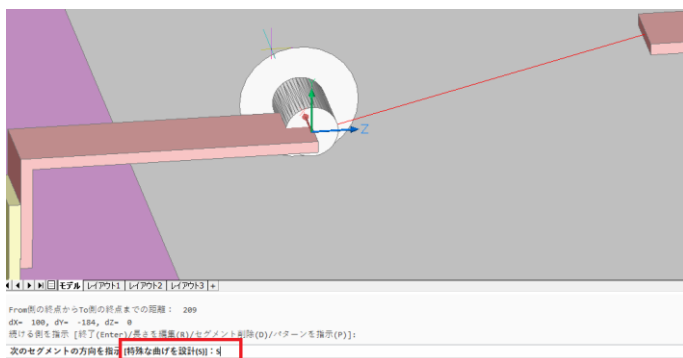 Z
モデル レイアウト1 レイアウト2 レイアウト3 +
From側の終点からTo側の終点までの距離： 209
dX= 100, dY= -184, dZ= 0
続ける側を指示 [終了(Enter)/長さを編集(R)/セグメント削除(D)/パターンを指示(P)]:
次のセグメントの方向を指示 [特殊な曲げを設計(S)]: S